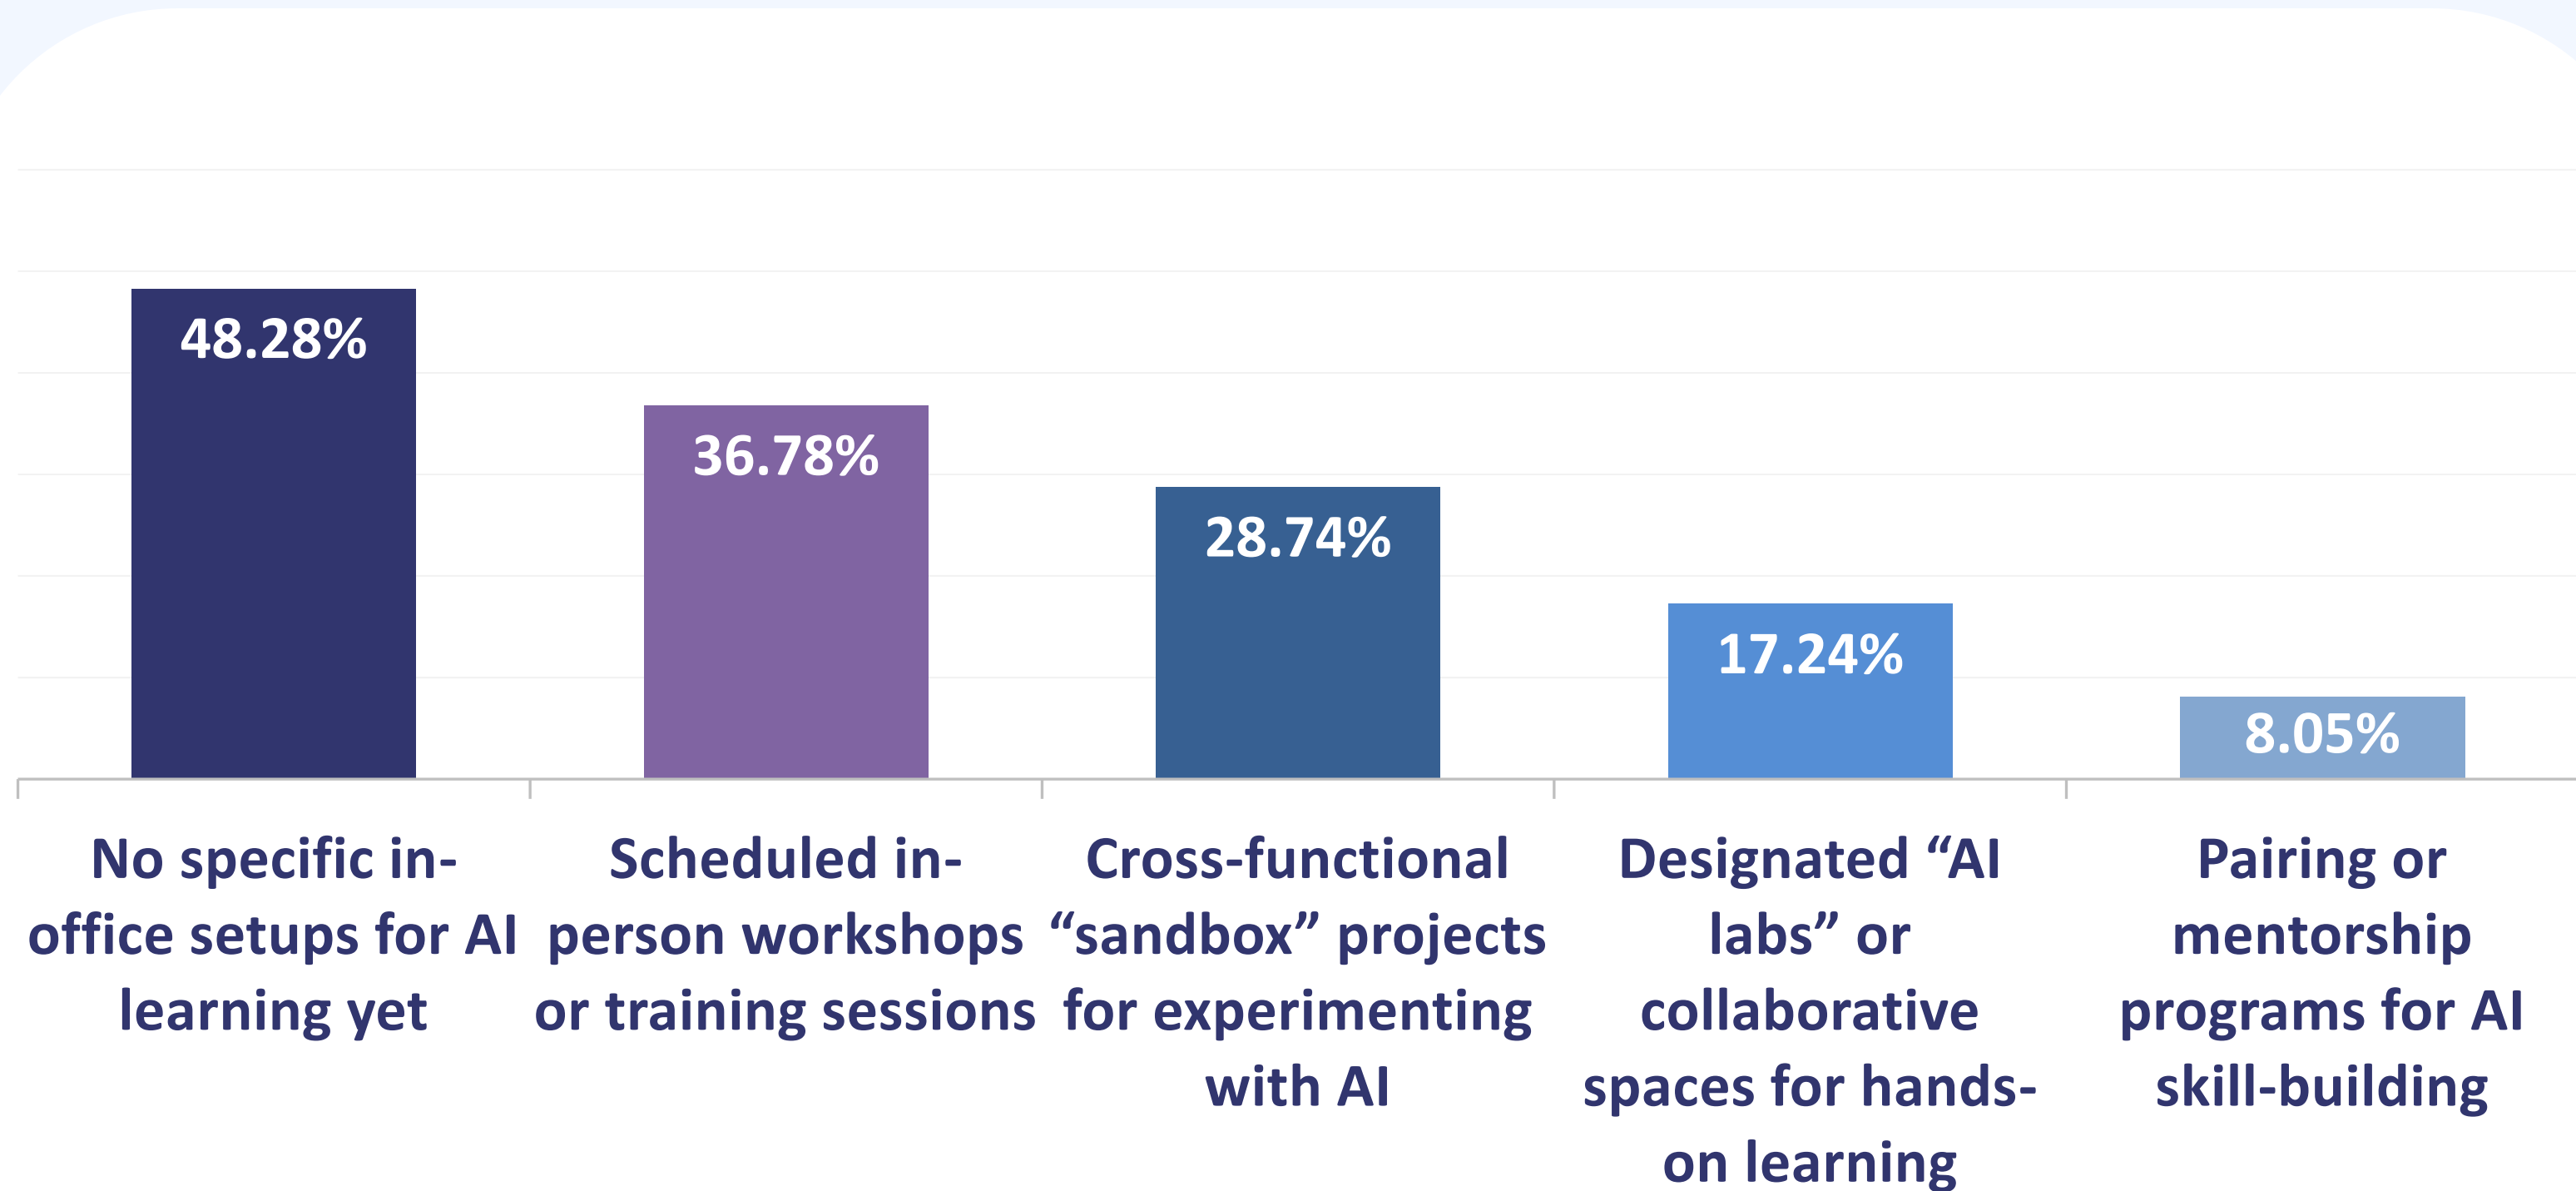 48.28%
36.78%
28.74%
17.24%
8.05%
No specific in-
office setups for AI
learning yet
Scheduled in-
person workshops
or training sessions
Cross-functional
“sandbox” projects
for experimenting
with AI
Designated “AI
labs” or
collaborative
spaces for hands-
on learning
Pairing or
mentorship
programs for AI
skill-building